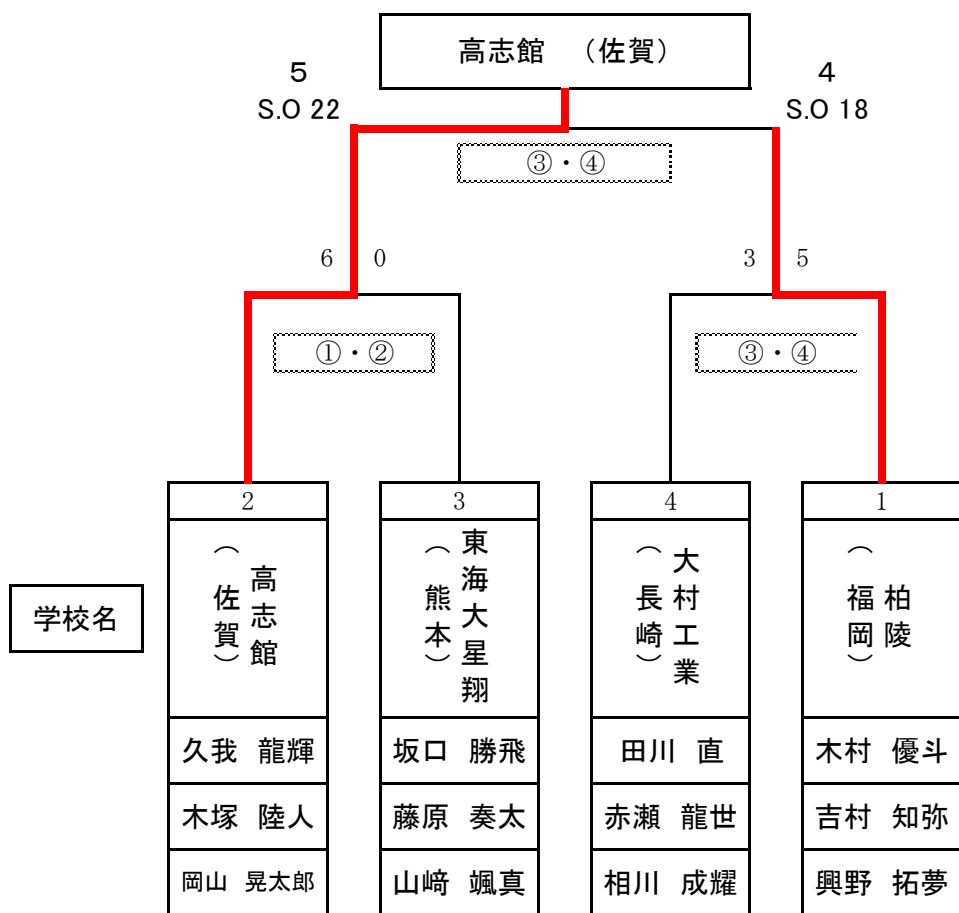 高志館 （佐賀）
5
4
S.O 22
S.O 18
③・④
6 0
3 5
①・②
③・④
2
3
4
1
学校名
高志館
（佐賀）
東海大星翔
（熊本）
大村工業
（長崎）
柏陵
（福岡）
久我 龍輝
坂口 勝飛
田川 直
木村 優斗
木塚 陸人
藤原 奏太
赤瀬 龍世
吉村 知弥
岡山 晃太郎
山﨑 颯真
相川 成耀
興野 拓夢